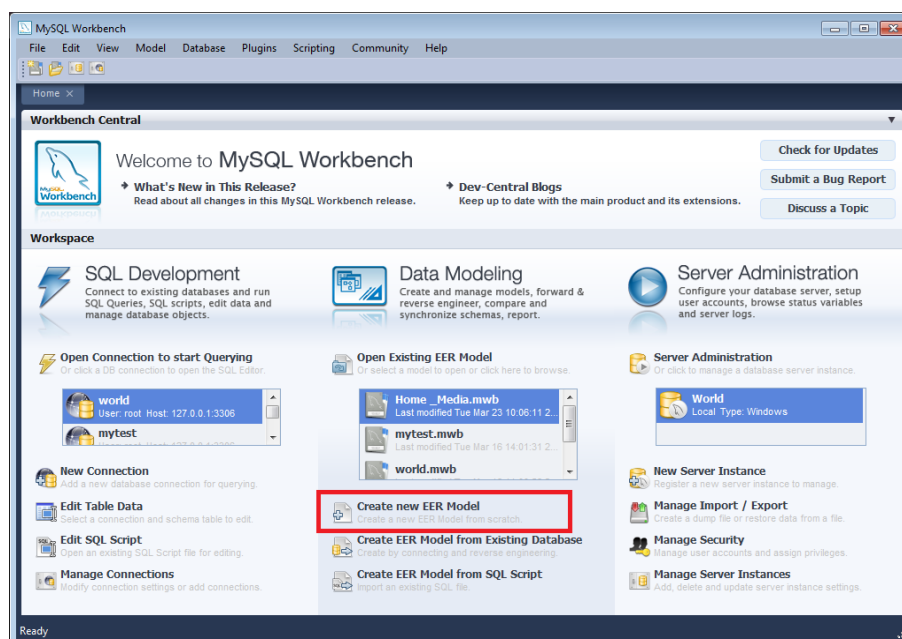 MySQL Workbench
File Edit View Model Database Plugins Scripting Community Help
Home ×
Workbench Central
Welcome to MySQL Workbench
What's New in This Release?
Read about all changes in this MySQL Workbench release.
Dev-Central Blogs
Keep up to date with the main product and its extensions.
Check for Updates
Submit a Bug Report
Discuss a Topic
MySQL
Workbench
Workspace
SQL Development
Connect to existing databases and run
SQL Queries, SQL scripts, edit data and
manage database objects.
Open Connection to start Querying
Or click a DB connection to open the SQL Editor.
world
User: root Host: 127.0.0.1:3306
mytest
New Connection
Add a new database connection for querying.
Edit Table Data
Select a connection and schema table to edit.
Edit SQL Script
Open an existing SQL Script file for editing.
Manage Connections
Modify connection settings or add connections.
Data Modeling
Create and manage models, forward &
reverse engineer, compare and
synchronize schemas, report.
Open Existing EER Model
Or select a model to open or click here to browse.
Home _Media.mwb
Last modified Tue Mar 23 10:06:11 2...
mytest.mwb
Last modified Tue Mar 16 14:01:31 2...
world.mwb
Create new EER Model
Create a new EER Model from scratch.
Create EER Model from Existing Database
Create by connecting and reverse engineering.
Create EER Model from SQL Script
Import an existing SQL file.
Server Administration
Configure your database server, setup
user accounts, browse status variables
and server logs.
Server Administration
Or click to manage a database server instance.
World
Local Type: Windows
New Server Instance
Register a new server instance to manage.
Manage Import / Export
Create a dump file or restore data from a file.
Manage Security
Manage user accounts and assign privileges.
Manage Server Instances
Add, delete and update server instance settings.
Ready